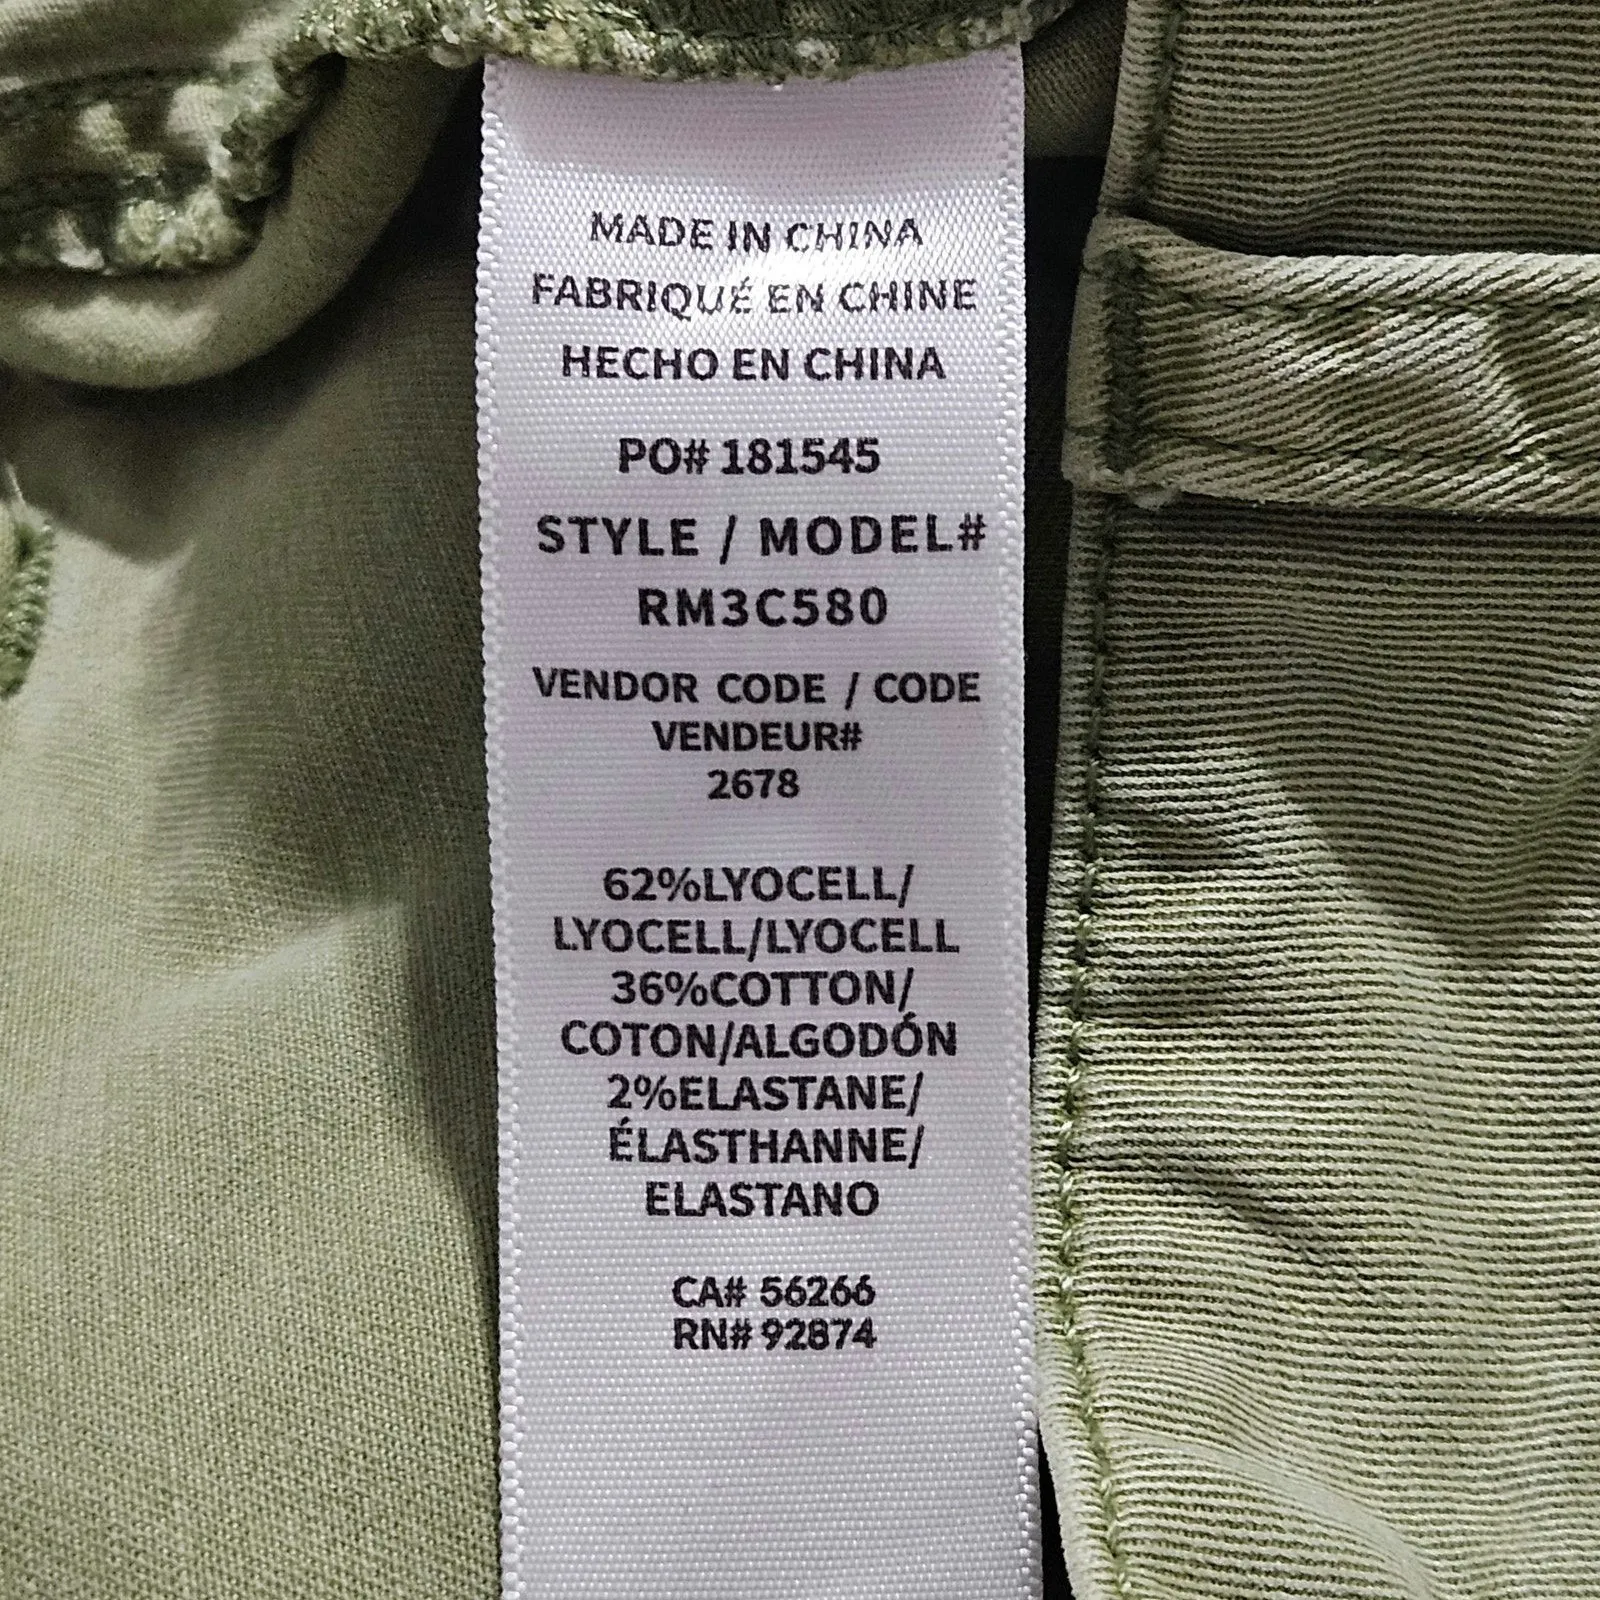 MADE IN CHINA
FABRIQUÉ EN CHINE
HECHO EN CHINA
PO# 181545
STYLE / MODEL#
RM3C580
VENDOR CODE / CODE
VENDEUR#
2678
62%LYOCELL/
LYOCELL/LYOCELL
36%COTTON/
COTON/ALGODÓN
2%ELASTANE/
ÉLASTHANNE/
ELASTANO
CA# 56266
RN# 92874